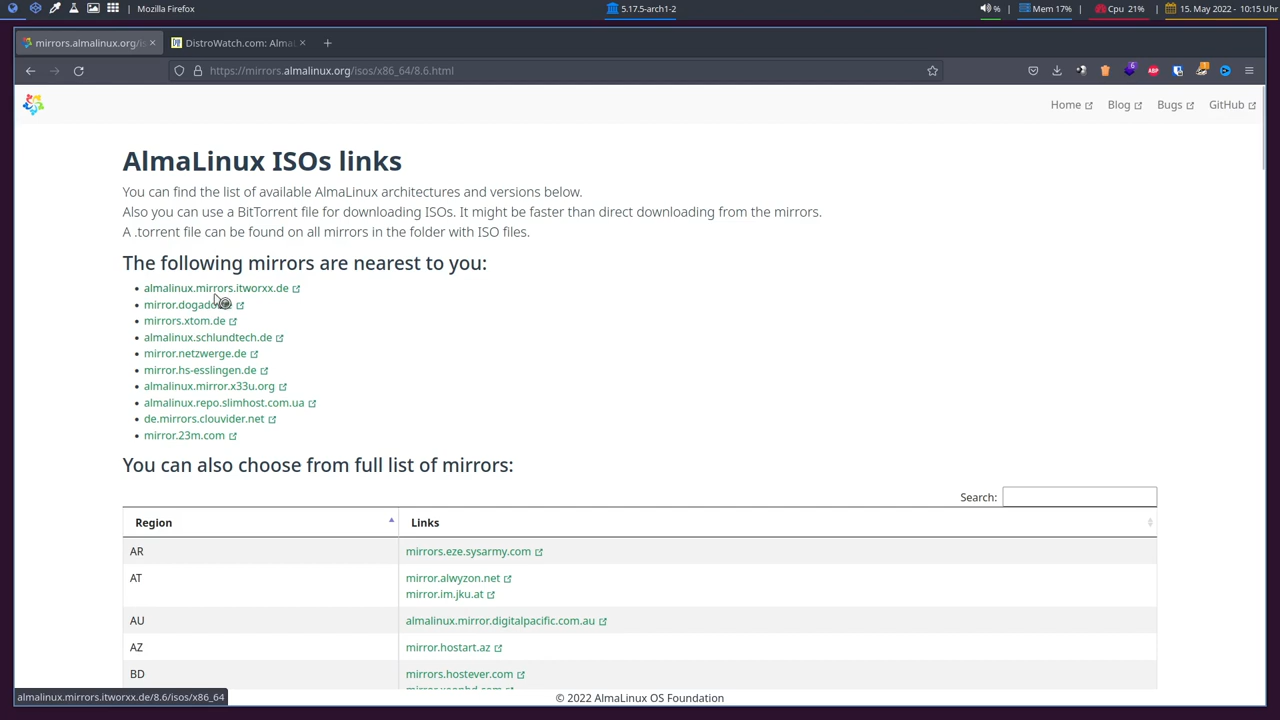 Mozilla Firefox
5.17.5-arch1-2
%
Mem 17%
Cpu 21%
15. May 2022 - 10:15 Uhr
mirrors.almalinux.org/is
DistroWatch.com: Alma
https://mirrors.almalinux.org/isos/x86_64/8.6.html
6
ABP
Home
Blog
Bugs
GitHub
AlmaLinux ISOs links
You can find the list of available AlmaLinux architectures and versions below.
Also you can use a BitTorrent file for downloading ISOs. It might be faster than direct downloading from the mirrors.
A .torrent file can be found on all mirrors in the folder with ISO files.
The following mirrors are nearest to you:
• almalinux.mirrors.itworxx.de
• mirror.dogado
• mirrors.xtom.de
• almalinux.schlundtech.de
• mirror.netzwerge.de
• mirror.hs-esslingen.de
• almalinux.mirror.x33u.org
• almalinux.repo.slimhost.com.ua
• de.mirrors.clouvider.net
• mirror.23m.com
You can also choose from full list of mirrors:
Search:
Region
Links
AR
mirrors.eze.sysarmy.com
AT
mirror.alwyzon.net
mirror.im.jku.at
AU
almalinux.mirror.digitalpacific.com.au
AZ
mirror.hostart.az
BD
mirrors.hostever.com
almalinux.mirrors.itworxx.de/8.6/isos/x86_64
© 2022 AlmaLinux OS Foundation